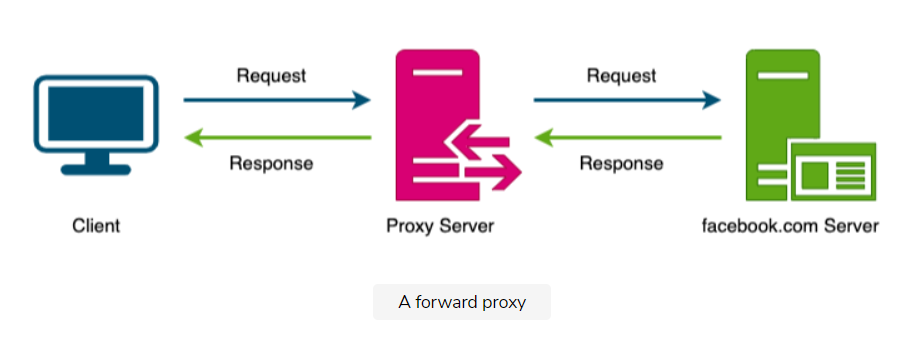 Request
Request
Response
Response
Client
Proxy Server
facebook.com Server
A forward proxy